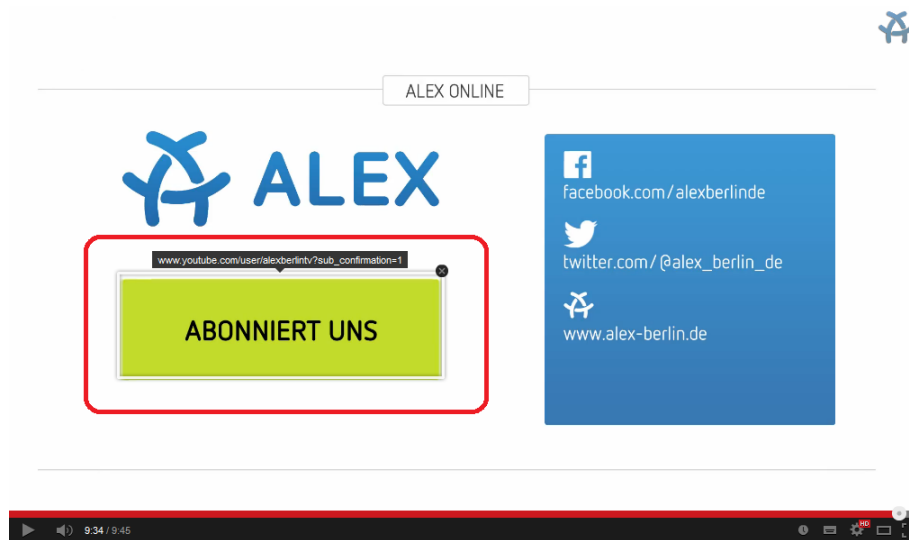 ALEX ONLINE
ALEX
www.youtube.com/user/alexberlintv?sub_confirmation=1
ABONNIERT UNS
facebook.com/alexberlinde
twitter.com/@alex_berlin_de
www.alex-berlin.de
9:34 / 9:45
HD